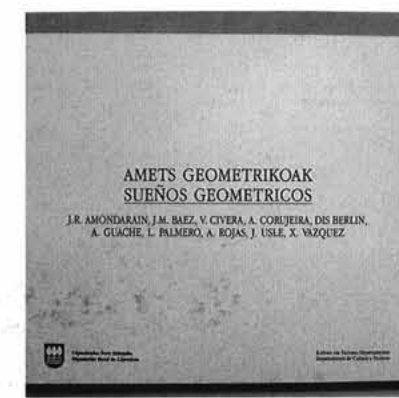 AMETS GEOMETRIKOAK
SUEÑOS GEOMETRICOS
J.R. AMONDARAIN, J.M. BAEZ, V. CIVERA, A. CORUJEIRA, DIS BERLIN,
A. GUACHE, L. PALMERO, A. ROJAS, J. USLE, X. VAZQUEZ